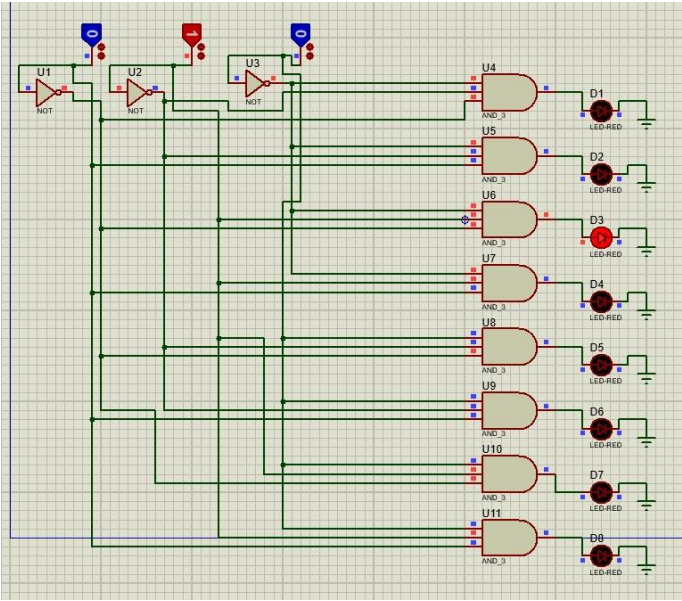 0
1
0
U1
NOT
U2
NOT
U3
NOT
U4
AND_3
D1
LED-RED
U5
AND_3
D2
LED-RED
U6
AND_3
D3
LED-RED
U7
AND_3
D4
LED-RED
U8
AND_3
D5
LED-RED
U9
AND_3
D6
LED-RED
U10
AND_3
D7
LED-RED
U11
AND_3
D8
LED-RED